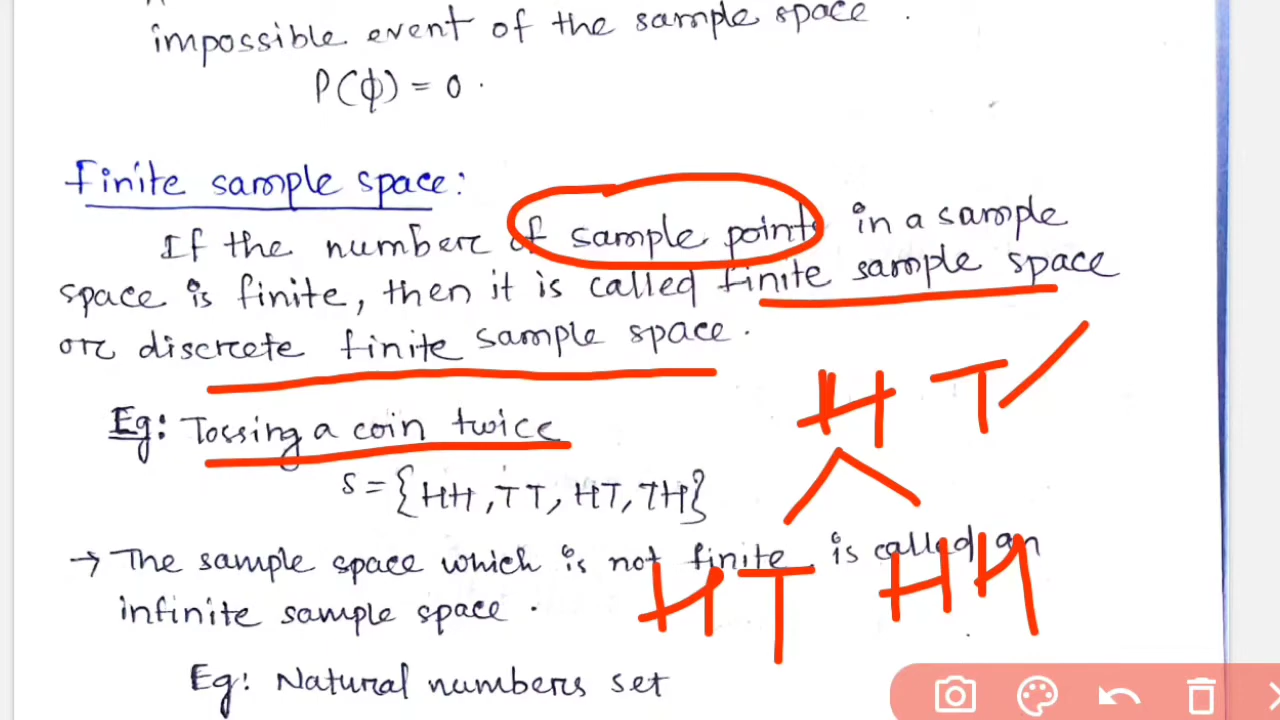 impossible event of the sample space .
P(ϕ) = 0 .
Finite sample space:
If the number of sample points in a sample
space is finite, then it is called finite sample space
or discrete finite sample space .
Eg: Tossing a coin twice
S = {HH, TT, HT, TH}
H T
→ The sample space which is not finite. is called an
infinite sample space .
HT HH
Eg: Natural numbers set